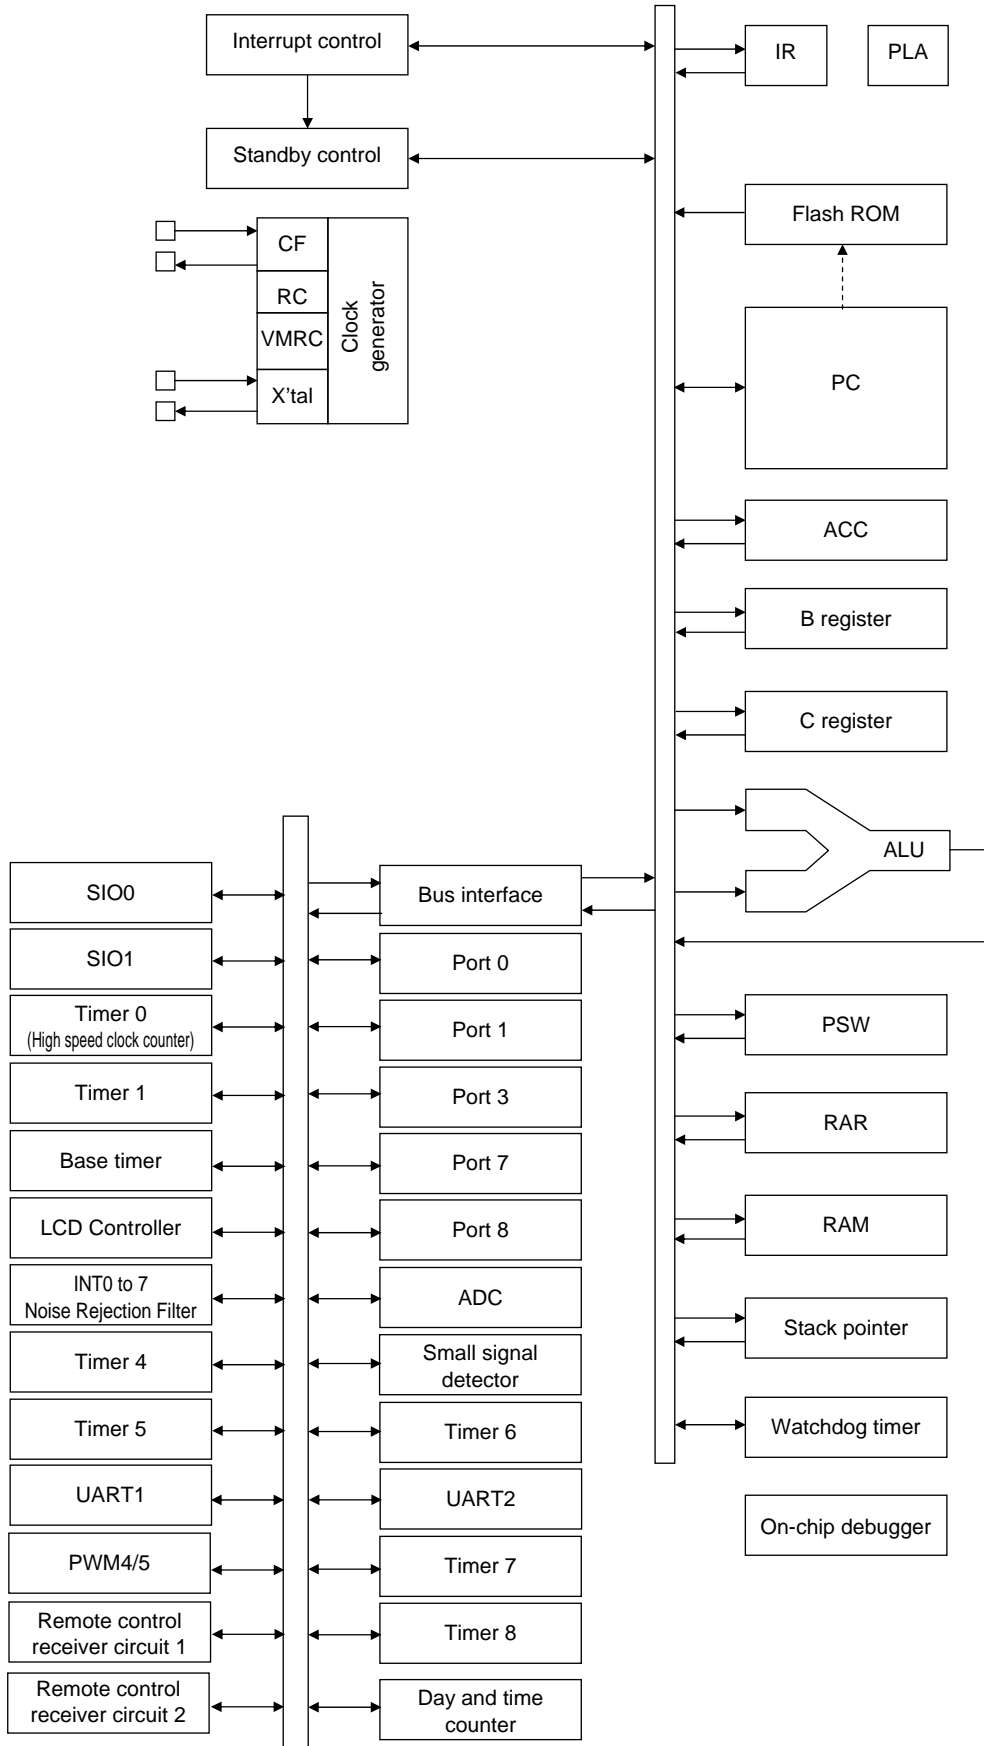 Interrupt control
IR
PLA
Standby control
Flash ROM
CF
RC
VMRC
X'tal
Clock
generator
PC
ACC
B register
C register
ALU
SIO0
Bus interface
SIO1
Port 0
Timer 0
(High speed clock counter)
Port 1
PSW
Timer 1
Port 3
RAR
Base timer
Port 7
LCD Controller
Port 8
RAM
INT0 to 7
Noise Rejection Filter
ADC
Stack pointer
Timer 4
Small signal
detector
Timer 5
Timer 6
Watchdog timer
UART1
UART2
On-chip debugger
PWM4/5
Timer 7
Remote control
receiver circuit 1
Timer 8
Remote control
receiver circuit 2
Day and time
counter